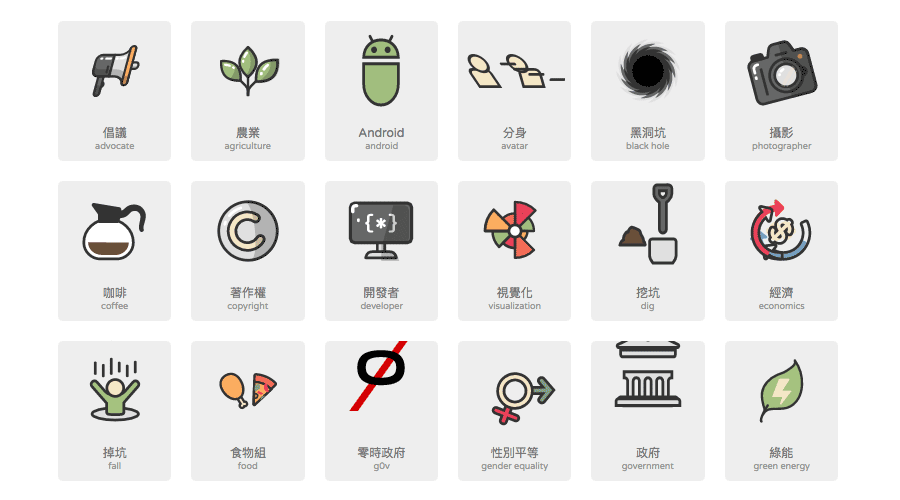 倡議
advocate
農業
agriculture
Android
android
分身
avatar
黑洞坑
black hole
攝影
photographer
咖啡
coffee
著作權
copyright
{*}
開發者
developer
視覺化
visualization
挖坑
dig
$
經濟
economics
掉坑
fall
食物組
food
零時政府
g0v
性別平等
gender equality
政府
government
綠能
green energy